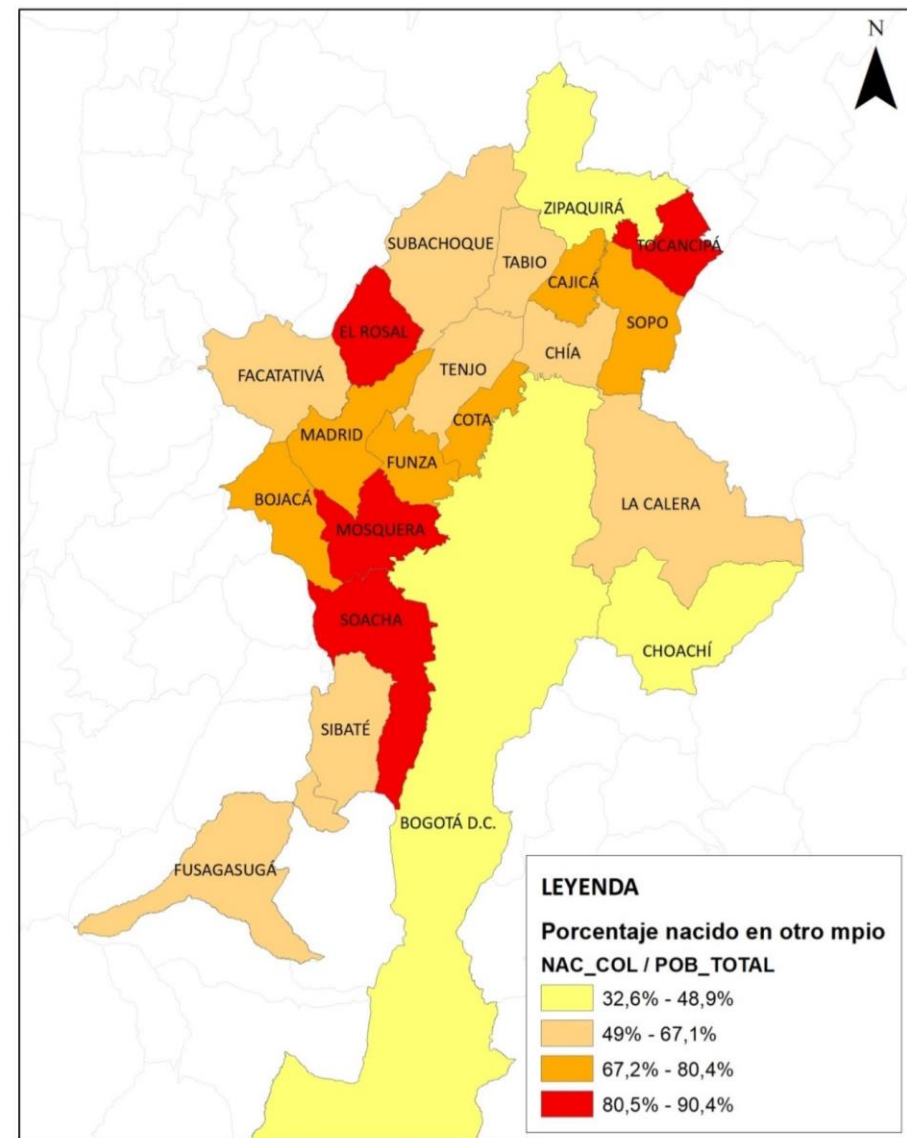 N
ZIPAQUIRÁ
SUBACHOQUE
TOCANCIPÁ
TABIO
CAJICÁ
SOPO
EL ROSAL
CHÍA
TENJO
FACATATIVÁ
COTA
MADRID
FUNZA
BOJACÁ
LA CALERA
MOSQUERA
SOACHA
CHOACHÍ
SIBATÉ
BOGOTÁ D.C.
FUSAGASUGÁ
LEYENDA
Porcentaje nacido en otro mpio
NAC_COL / POB_TOTAL
32,6% - 48,9%
49% - 67,1%
67,2% - 80,4%
80,5% - 90,4%